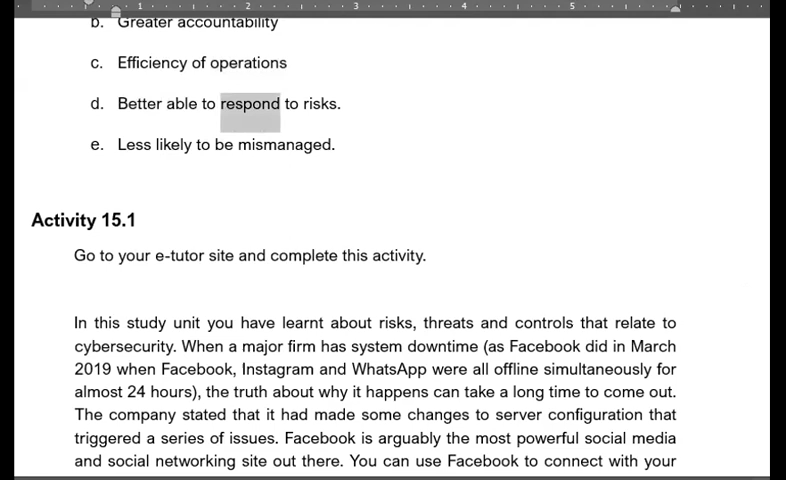 1 2 3 4 5
b. Greater accountability
c. Efficiency of operations
d. Better able to respond to risks.
e. Less likely to be mismanaged.
Activity 15.1
Go to your e-tutor site and complete this activity.
In this study unit you have learnt about risks, threats and controls that relate to
cybersecurity. When a major firm has system downtime (as Facebook did in March
2019 when Facebook, Instagram and WhatsApp were all offline simultaneously for
almost 24 hours), the truth about why it happens can take a long time to come out.
The company stated that it had made some changes to server configuration that
triggered a series of issues. Facebook is arguably the most powerful social media
and social networking site out there. You can use Facebook to connect with your